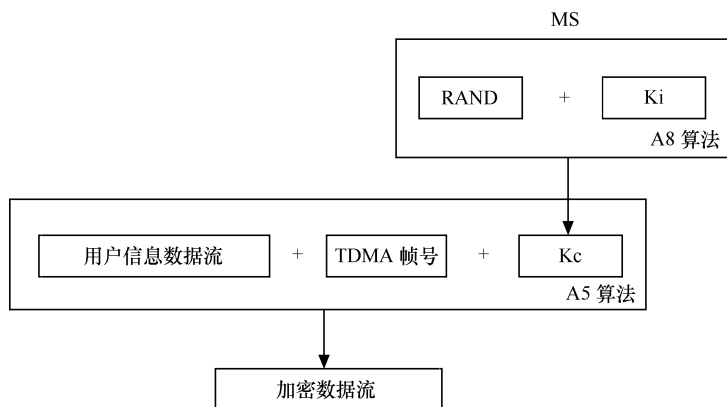 MS
RAND + Ki
A8 算法
用户信息数据流 + TDMA 帧号 + Kc
A5 算法
加密数据流